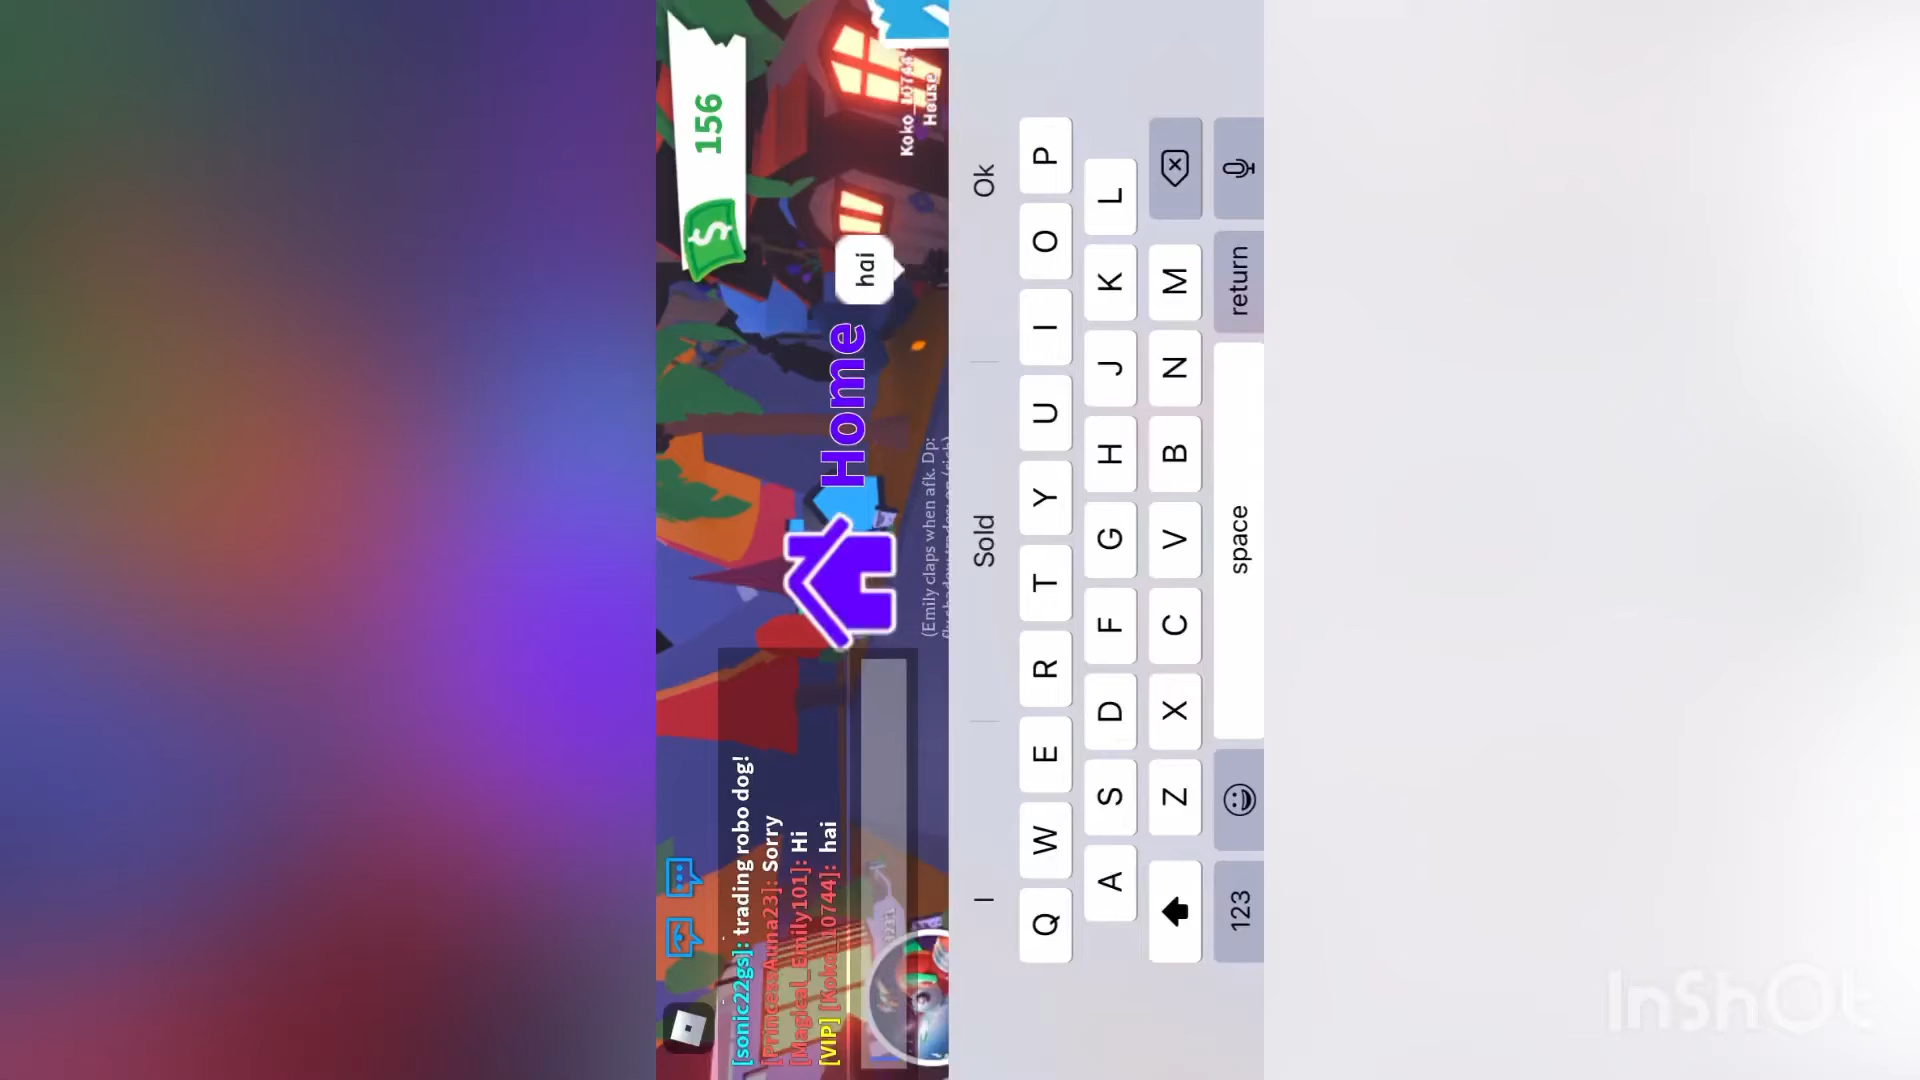 156
Koko_10744's
House
hai
Home
(Emily claps when afk. Dp:
[sonic22gs]: trading robo dog!
[PrincessAuna23]: Sorry
[Magical_Emily101]: Hi
[VIP] [Koko_10744]: hai
I
Sold
Ok
Q W E R T Y U I O P
A S D F G H J K L
Z X C V B N M
123
space
return
InShOt